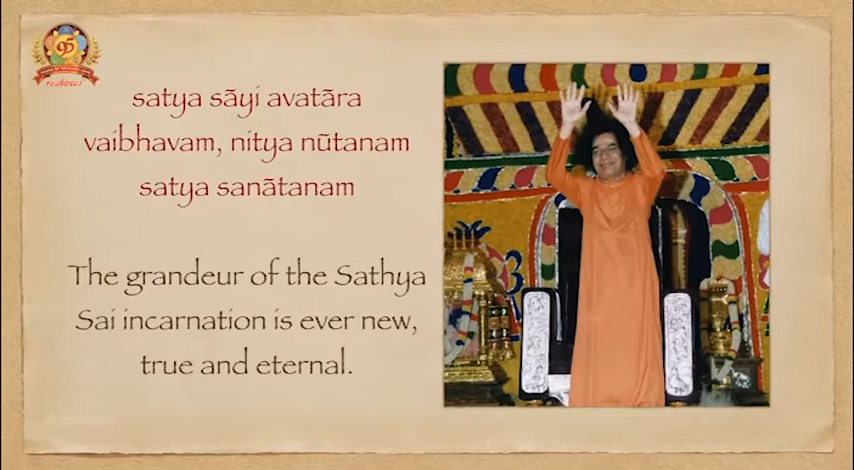 95
satya sāyi avatāra
vaibhavam, nitya nūtanam
satya sanātanam
The grandeur of the Sathya
Sai incarnation is ever new,
true and eternal.